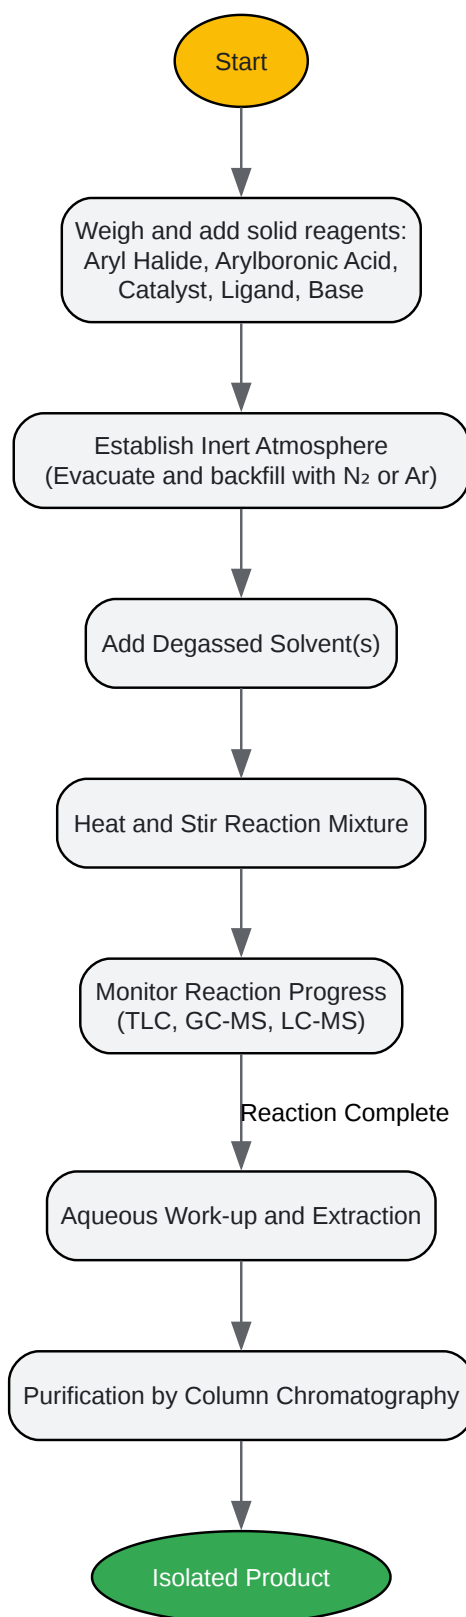 Start
Weigh and add solid reagents:
Aryl Halide, Arylboronic Acid,
Catalyst, Ligand, Base
Establish Inert Atmosphere
(Evacuate and backfill with N₂ or Ar)
Add Degassed Solvent(s)
Heat and Stir Reaction Mixture
Monitor Reaction Progress
(TLC, GC-MS, LC-MS)
Reaction Complete
Aqueous Work-up and Extraction
Purification by Column Chromatography
Isolated Product